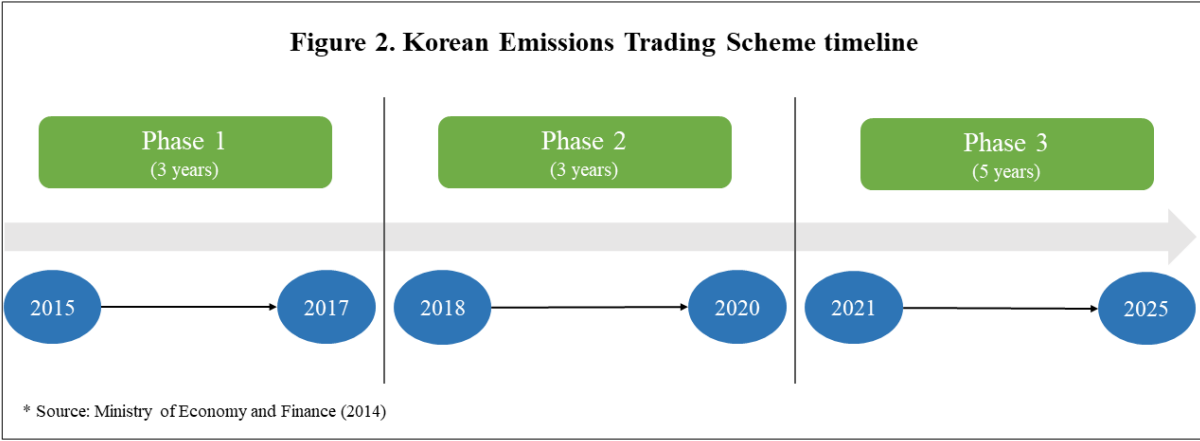 Figure 2. Korean Emissions Trading Scheme timeline
Phase 1
(3 years)
Phase 2
(3 years)
Phase 3
(5 years)
2015
2017
2018
2020
2021
2025
* Source: Ministry of Economy and Finance (2014)